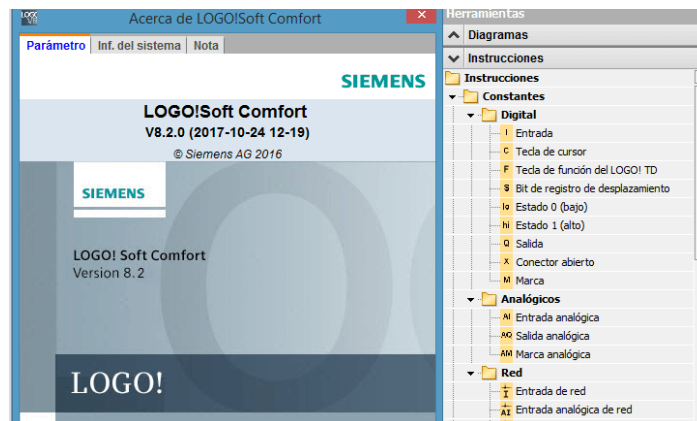 Acerca de LOGO!Soft Comfort
Parámetro Inf. del sistema Nota
SIEMENS
LOGO!Soft Comfort
V8.2.0 (2017-10-24 12-19)
© Siemens AG 2016
SIEMENS
LOGO! Soft Comfort
Version 8.2
LOGO!
Herramientas
Diagramas
Instrucciones
Instrucciones
Constantes
Digital
I Entrada
C Tecla de cursor
F Tecla de función del LOGO! TD
S Bit de registro de desplazamiento
lo Estado 0 (bajo)
hi Estado 1 (alto)
Q Salida
X Conector abierto
M Marca
Analógicos
AI Entrada analógica
AQ Salida analógica
AM Marca analógica
Red
I Entrada de red
AI Entrada analógica de red